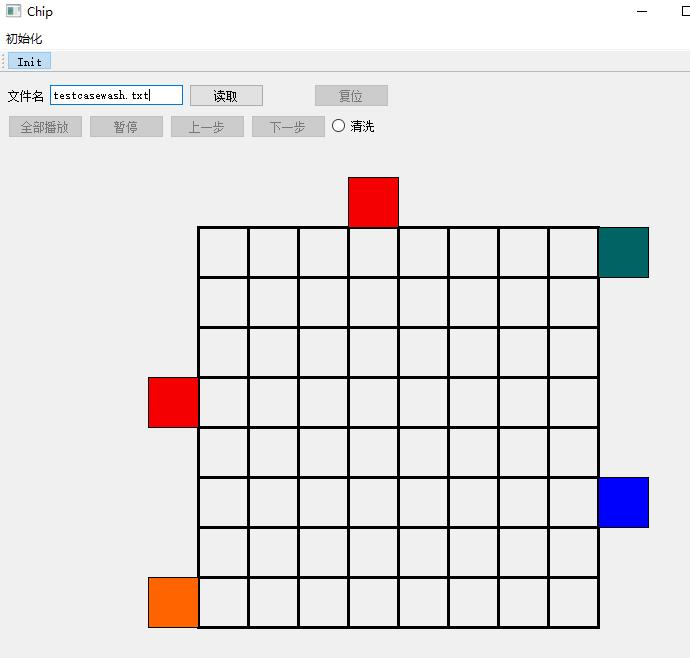 Chip
初始化
Init
文件名 testcasewash.txt 读取 复位
全部播放 暂停 上一步 下一步 清洗